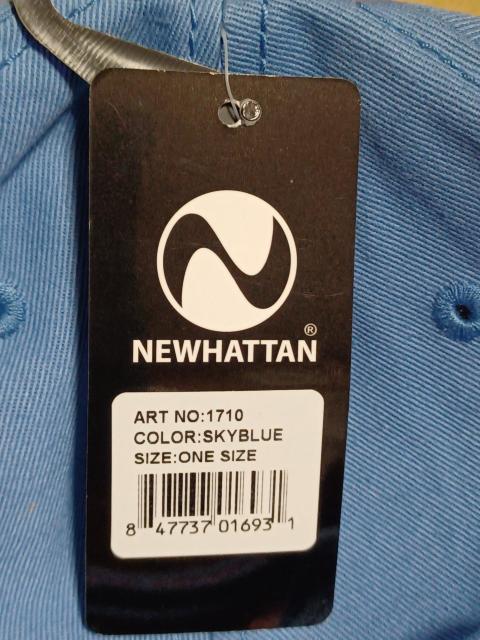 NEWHATTAN®
ART NO:1710
COLOR:SKYBLUE
SIZE:ONE SIZE
8 47737 01693 1